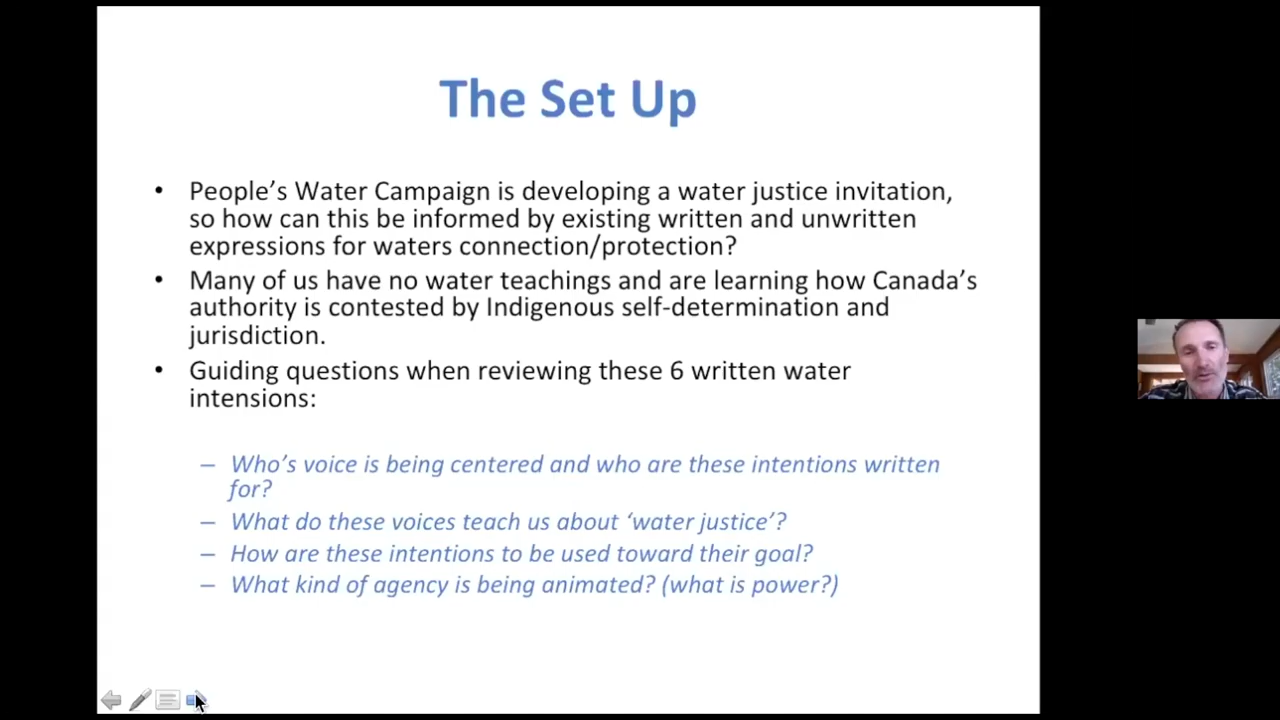 The Set Up
• People's Water Campaign is developing a water justice invitation,
so how can this be informed by existing written and unwritten
expressions for waters connection/protection?
• Many of us have no water teachings and are learning how Canada's
authority is contested by Indigenous self-determination and
jurisdiction.
• Guiding questions when reviewing these 6 written water
intensions:
– Who's voice is being centered and who are these intentions written
for?
– What do these voices teach us about 'water justice'?
– How are these intentions to be used toward their goal?
– What kind of agency is being animated? (what is power?)